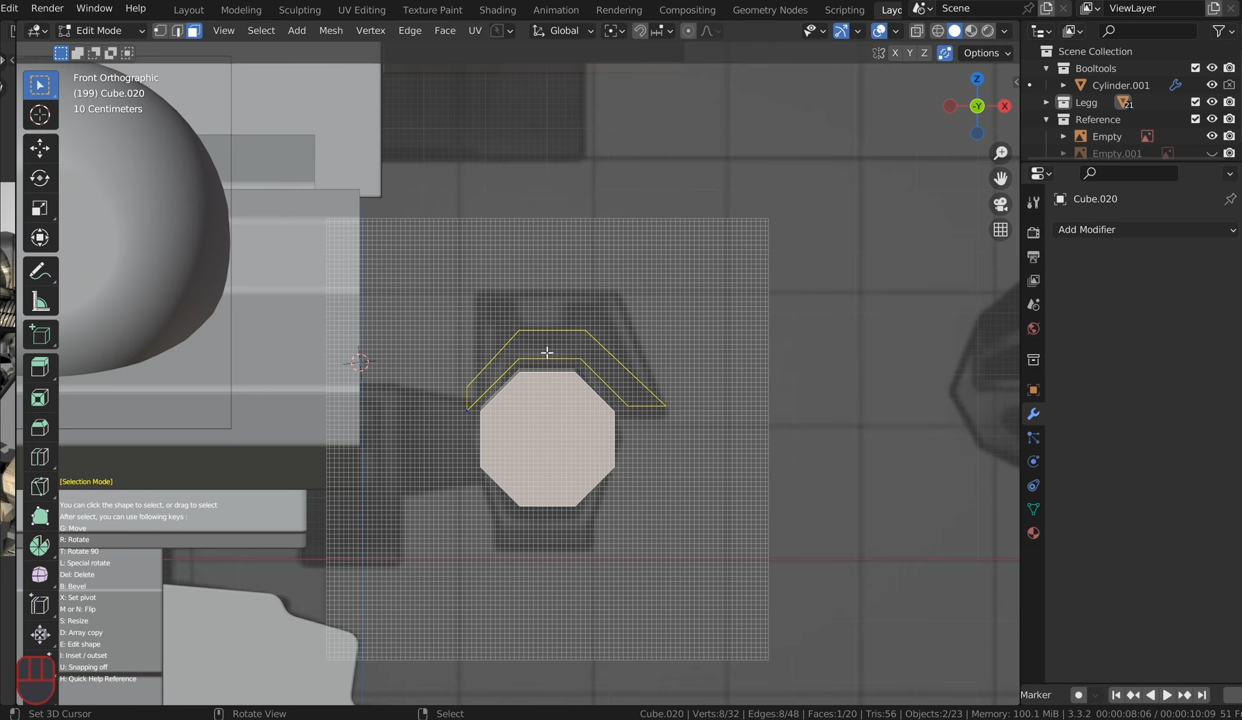 Edit Window Help Layout Modeling Sculpting UV Editing Texture Paint Shading Animation Rendering Compositing Geometry Nodes Scripting Layc Scene ViewLayer
Edit Mode View Select Add Mesh Vertex Edge Face UV Global
X Y Z Options
Front Orthographic
(199) Cube.020
10 Centimeters
Z
-Y
X
Scene Collection
Booltools
Cylinder.001
Legg 21
Reference
Empty
Empty.001
Cube.020
Add Modifier
[Selection Mode]
You can click the shape to select, or drag to select
After select, you can use following keys :
G: Move
R: Rotate
T: Rotate 90
L: Special rotate
Del: Delete
B: Bevel
X: Set pivot
M or N: Flip
S: Resize
D: Array copy
E: Edit shape
I: Inset / outset
U: Snapping off
H: Quick Help Reference
Marker
Set 3D Cursor Rotate View Select Cube.020 | Verts:8/32 | Edges:8/48 | Faces:1/20 | Tris:56 | Objects:2/23 | Memory: 100.1 MiB | 3.3.2 00:00:08:06 / 00:00:10:09 51 Fr